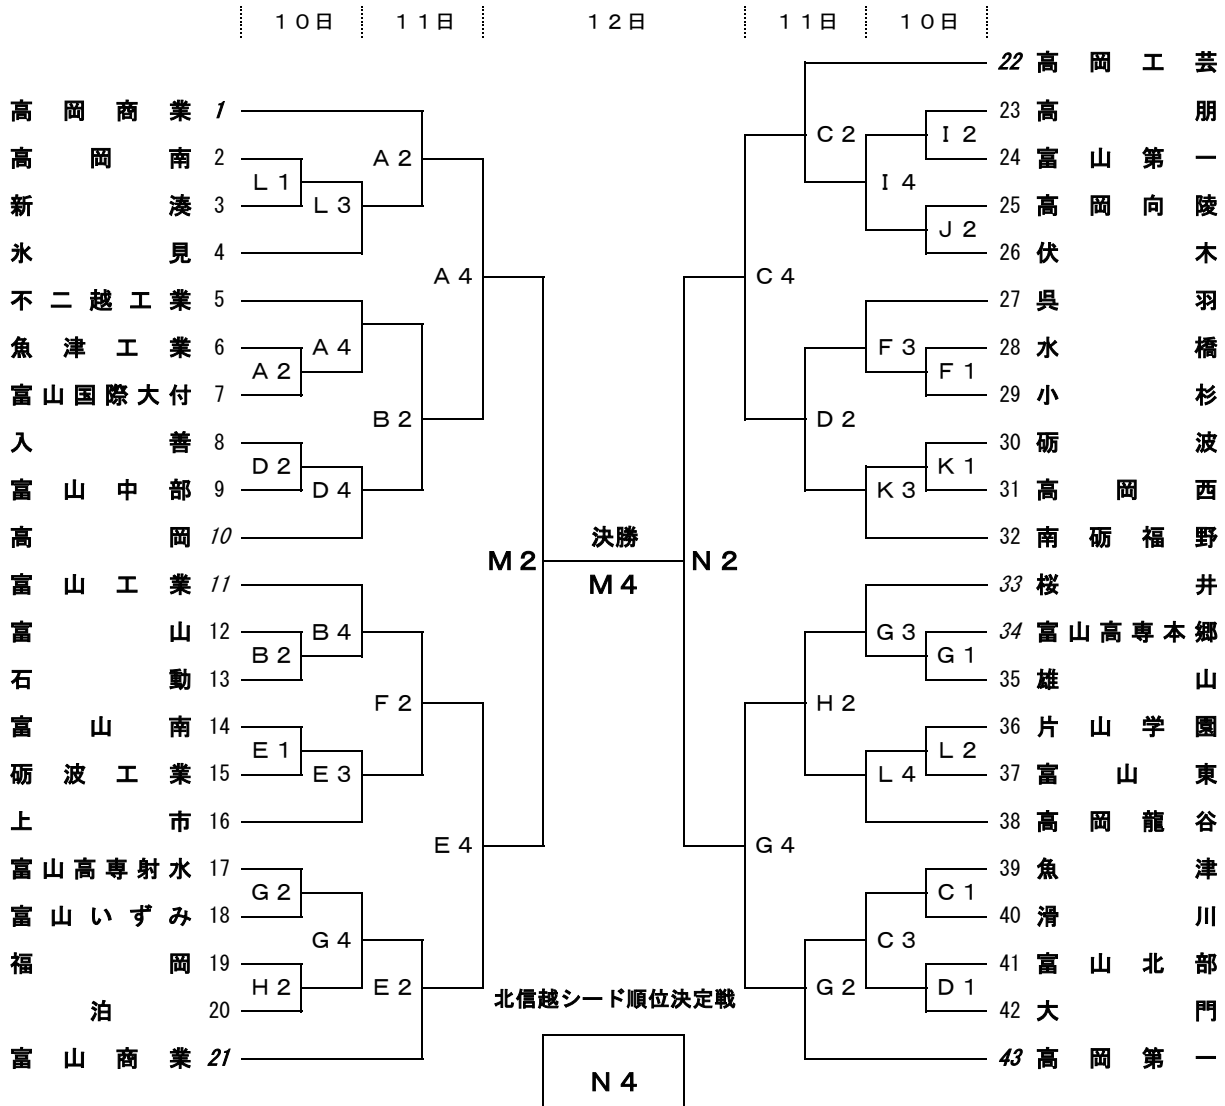 １０日 １１日 １２日 １１日 １０日
22 高岡工芸
高岡商業 1
23 高朋
C2
I2
高岡南 2
A2
24 富山第一
L1
I4
新湊 3
L3
25 高岡向陵
J2
氷見 4
26 伏木
A4
C4
不二越工業 5
27 呉羽
魚津工業 6
A4
F3
28 水橋
A2
F1
富山国際大付 7
29 小杉
B2
D2
入善 8
30 砺波
D2
K1
富山中部 9
D4
K3
31 高岡西
高岡 10
決勝
32 南砺福野
M2
N2
富山工業 11
M4
33 桜井
富山 12
B4
G3
34 富山高専本郷
B2
G1
石動 13
35 雄山
F2
H2
富山南 14
36 片山学園
E1
L2
砺波工業 15
E3
L4
37 富山東
上市 16
38 高岡龍谷
E4
G4
富山高専射水 17
39 魚津
G2
C1
富山いずみ 18
40 滑川
G4
C3
福岡 19
41 富山北部
H2
E2
G2
D1
北信越シード順位決定戦
泊 20
42 大門
富山商業 21
43 高岡第一
N4